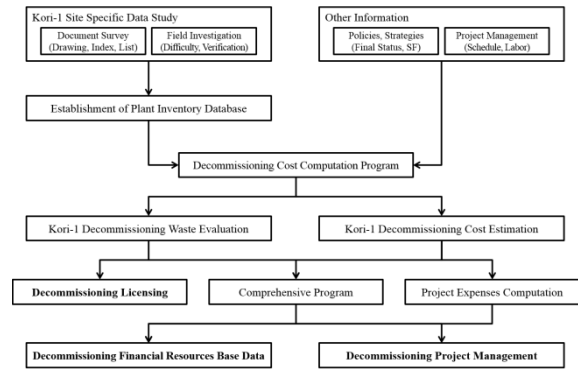 Kori-1 Site Specific Data Study
Document Survey
(Drawing, Index, List)
Field Investigation
(Difficulty, Verification)
Other Information
Policies, Strategies
(Final Status, SF)
Project Management
(Schedule, Labor)
Establishment of Plant Inventory Database
Decommissioning Cost Computation Program
Kori-1 Decommissioning Waste Evaluation
Kori-1 Decommissioning Cost Estimation
Decommissioning Licensing
Comprehensive Program
Project Expenses Computation
Decommissioning Financial Resources Base Data
Decommissioning Project Management